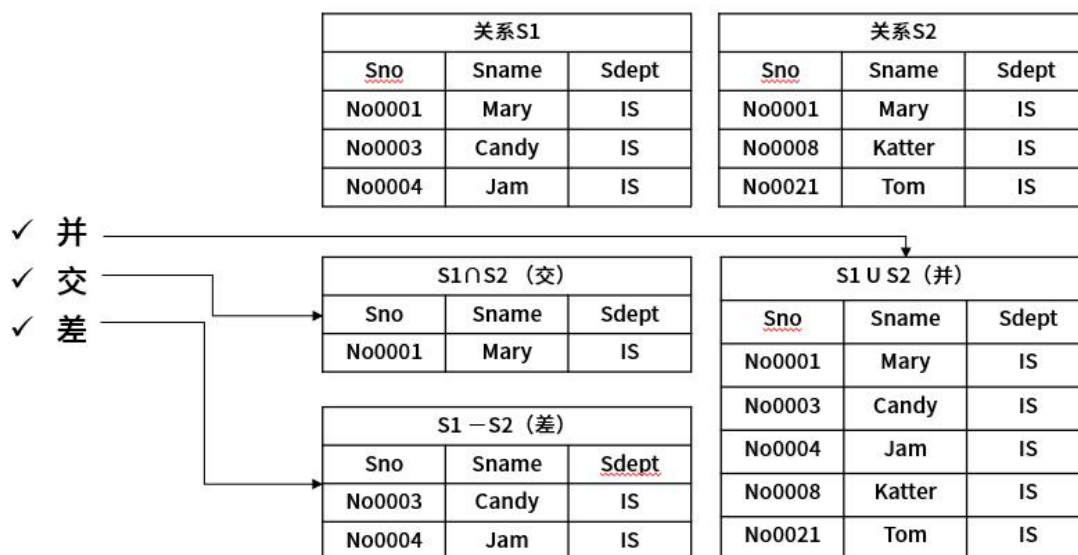 关系S1
Sno Sname Sdept
No0001 Mary IS
No0003 Candy IS
No0004 Jam IS
关系S2
Sno Sname Sdept
No0001 Mary IS
No0008 Katter IS
No0021 Tom IS
✓ 并
✓ 交
✓ 差
S1∩S2 （交）
Sno Sname Sdept
No0001 Mary IS
S1 －S2（差）
Sno Sname Sdept
No0003 Candy IS
No0004 Jam IS
S1 U S2（并）
Sno Sname Sdept
No0001 Mary IS
No0003 Candy IS
No0004 Jam IS
No0008 Katter IS
No0021 Tom IS